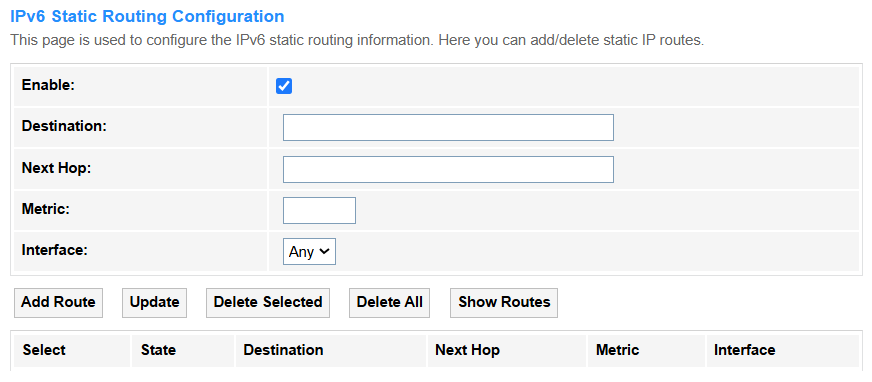 IPv6 Static Routing Configuration
This page is used to configure the IPv6 static routing information. Here you can add/delete static IP routes.
Enable:
Destination:
Next Hop:
Metric:
Interface: Any
Add Route Update Delete Selected Delete All Show Routes
Select State Destination Next Hop Metric Interface